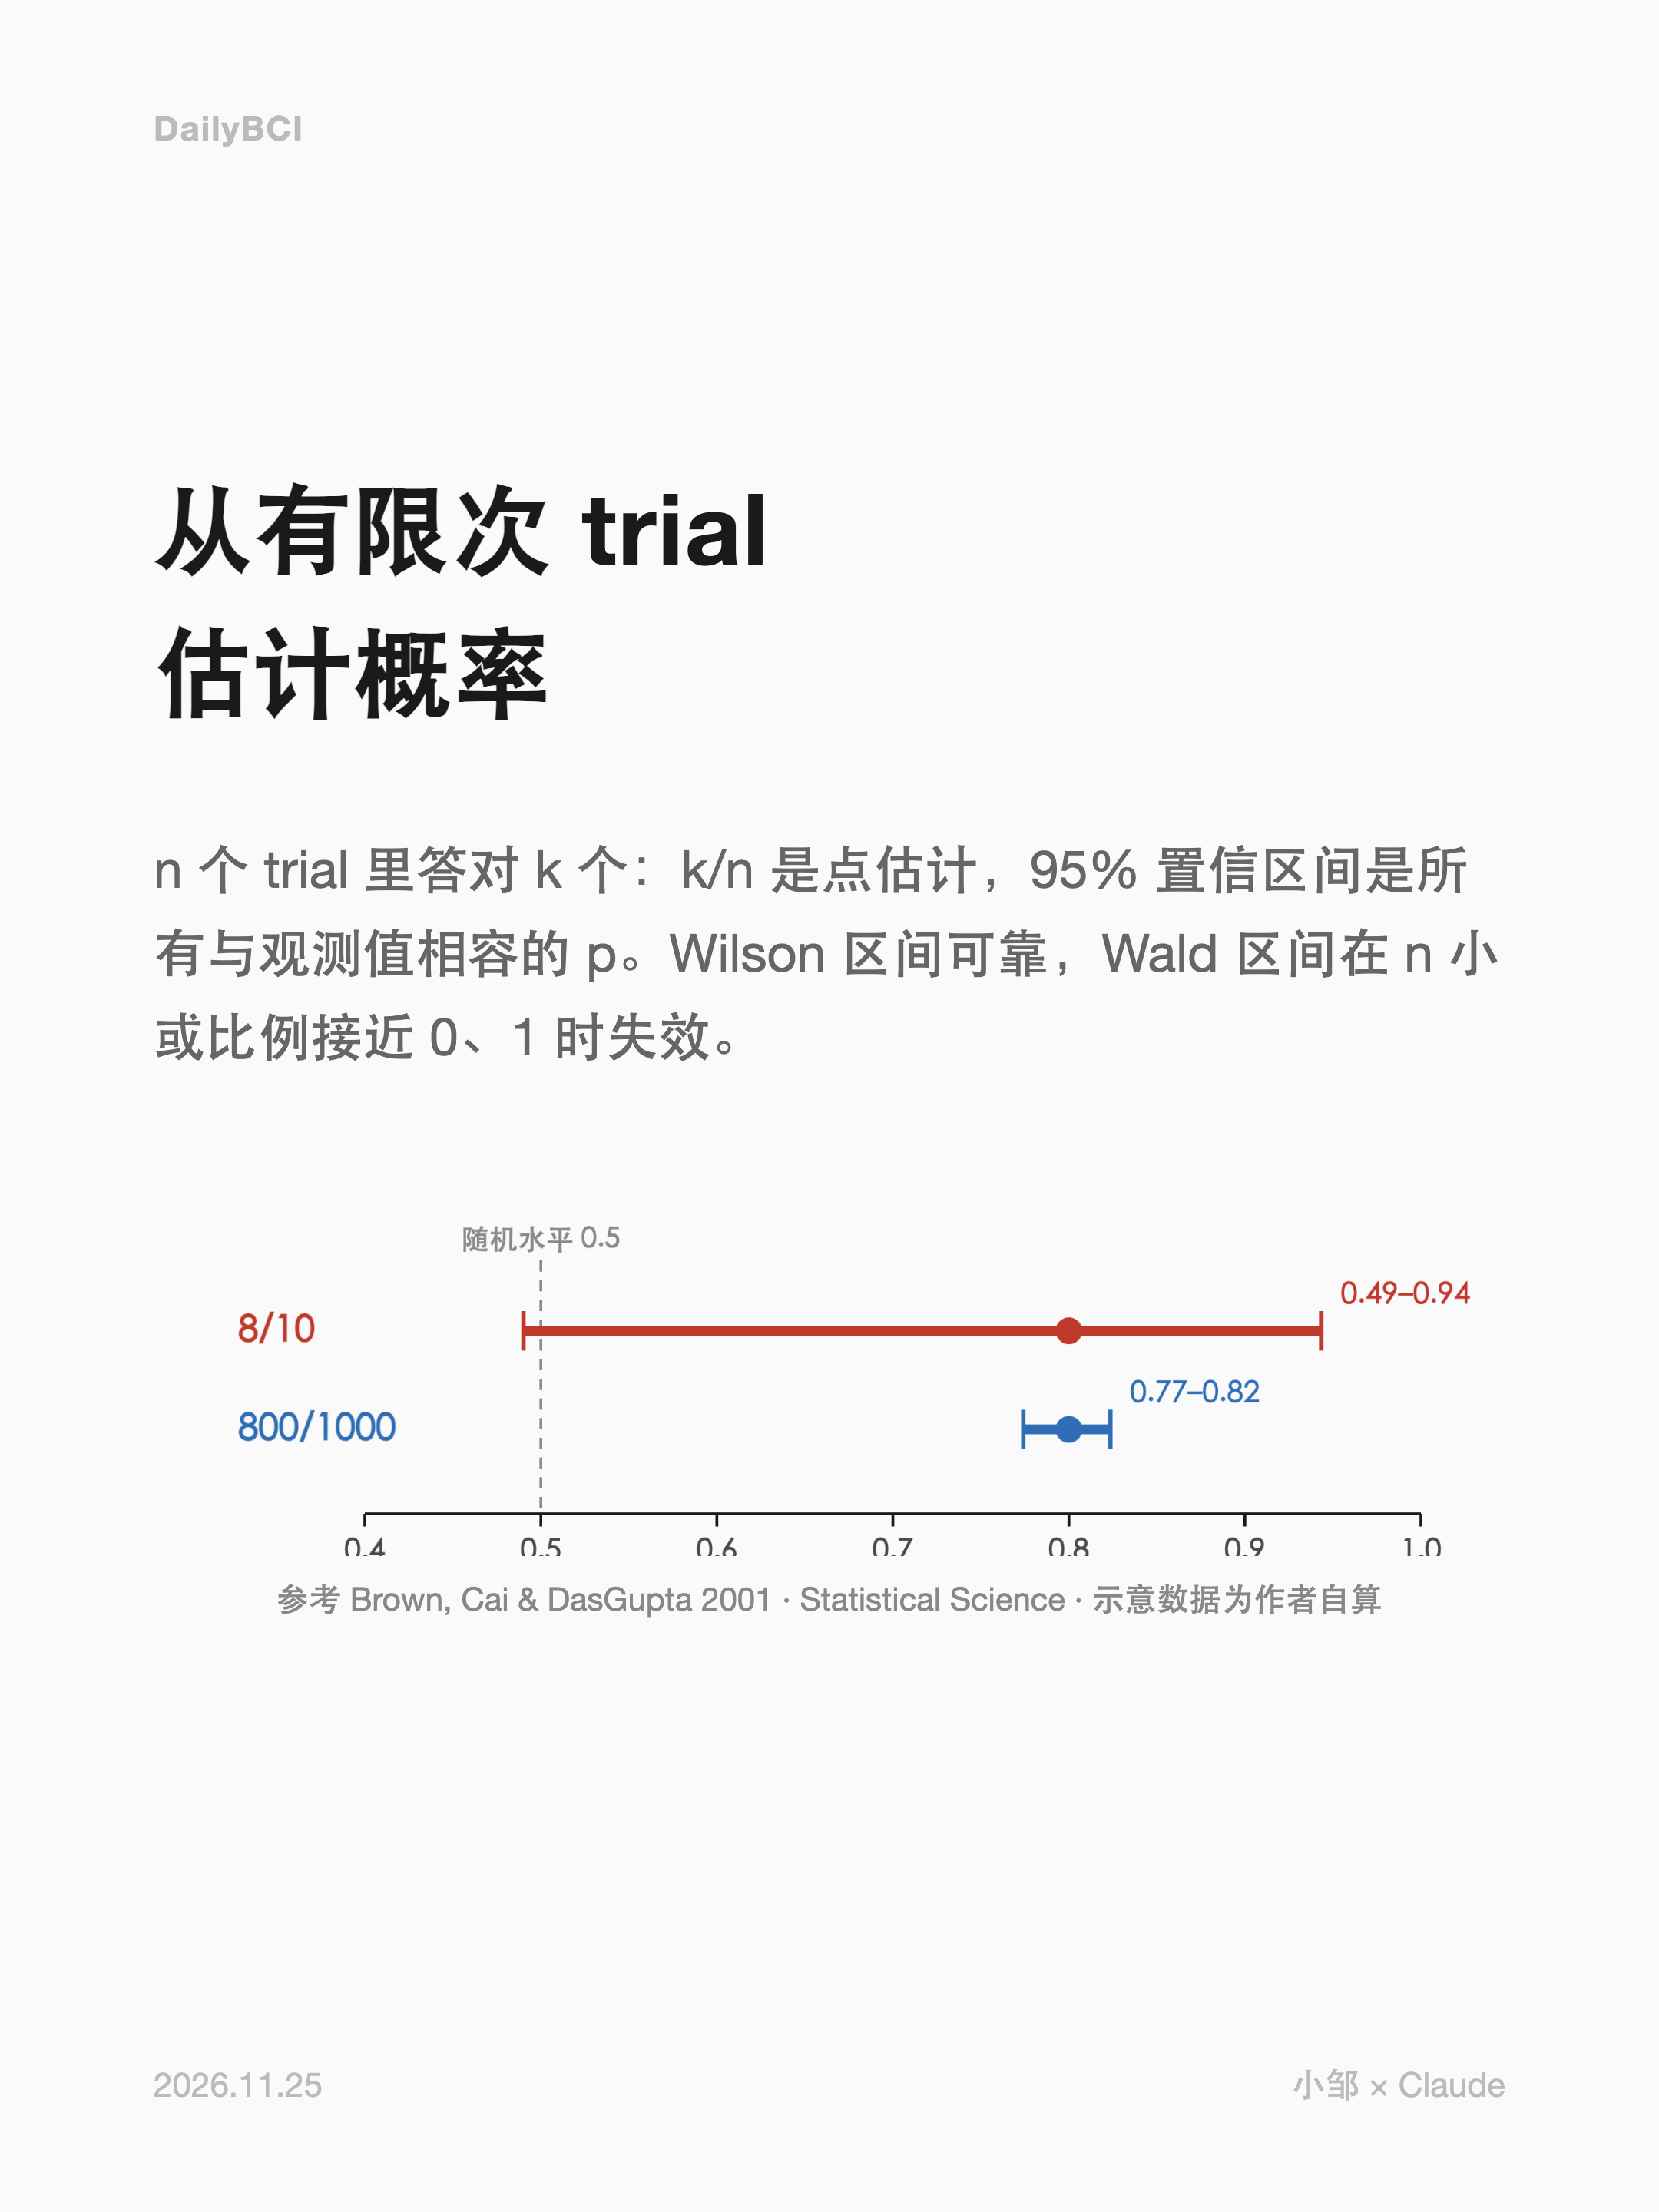 DailyBCI
从有限次 trial
估计概率
n 个 trial 里答对 k 个：k/n 是点估计，95% 置信区间是所
有与观测值相容的 p。Wilson 区间可靠，Wald 区间在 n 小
或比例接近 0、1 时失效。
随机水平 0.5
0.49–0.94
8/10
0.77–0.82
800/1000
0.4 0.5 0.6 0.7 0.8 0.9 1.0
参考 Brown, Cai & DasGupta 2001 · Statistical Science · 示意数据为作者自算
2026.11.25
小邹 × Claude